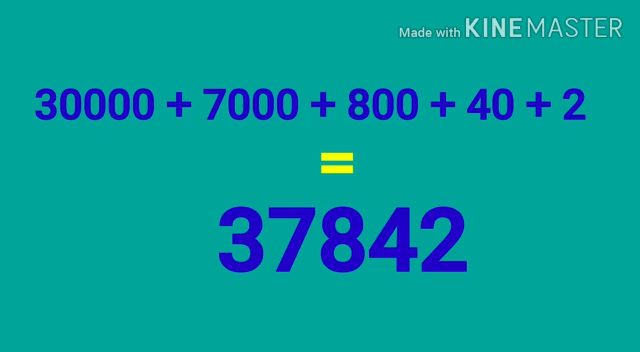 Made with KINEMASTER
30000 + 7000 + 800 + 40 + 2
=
37842